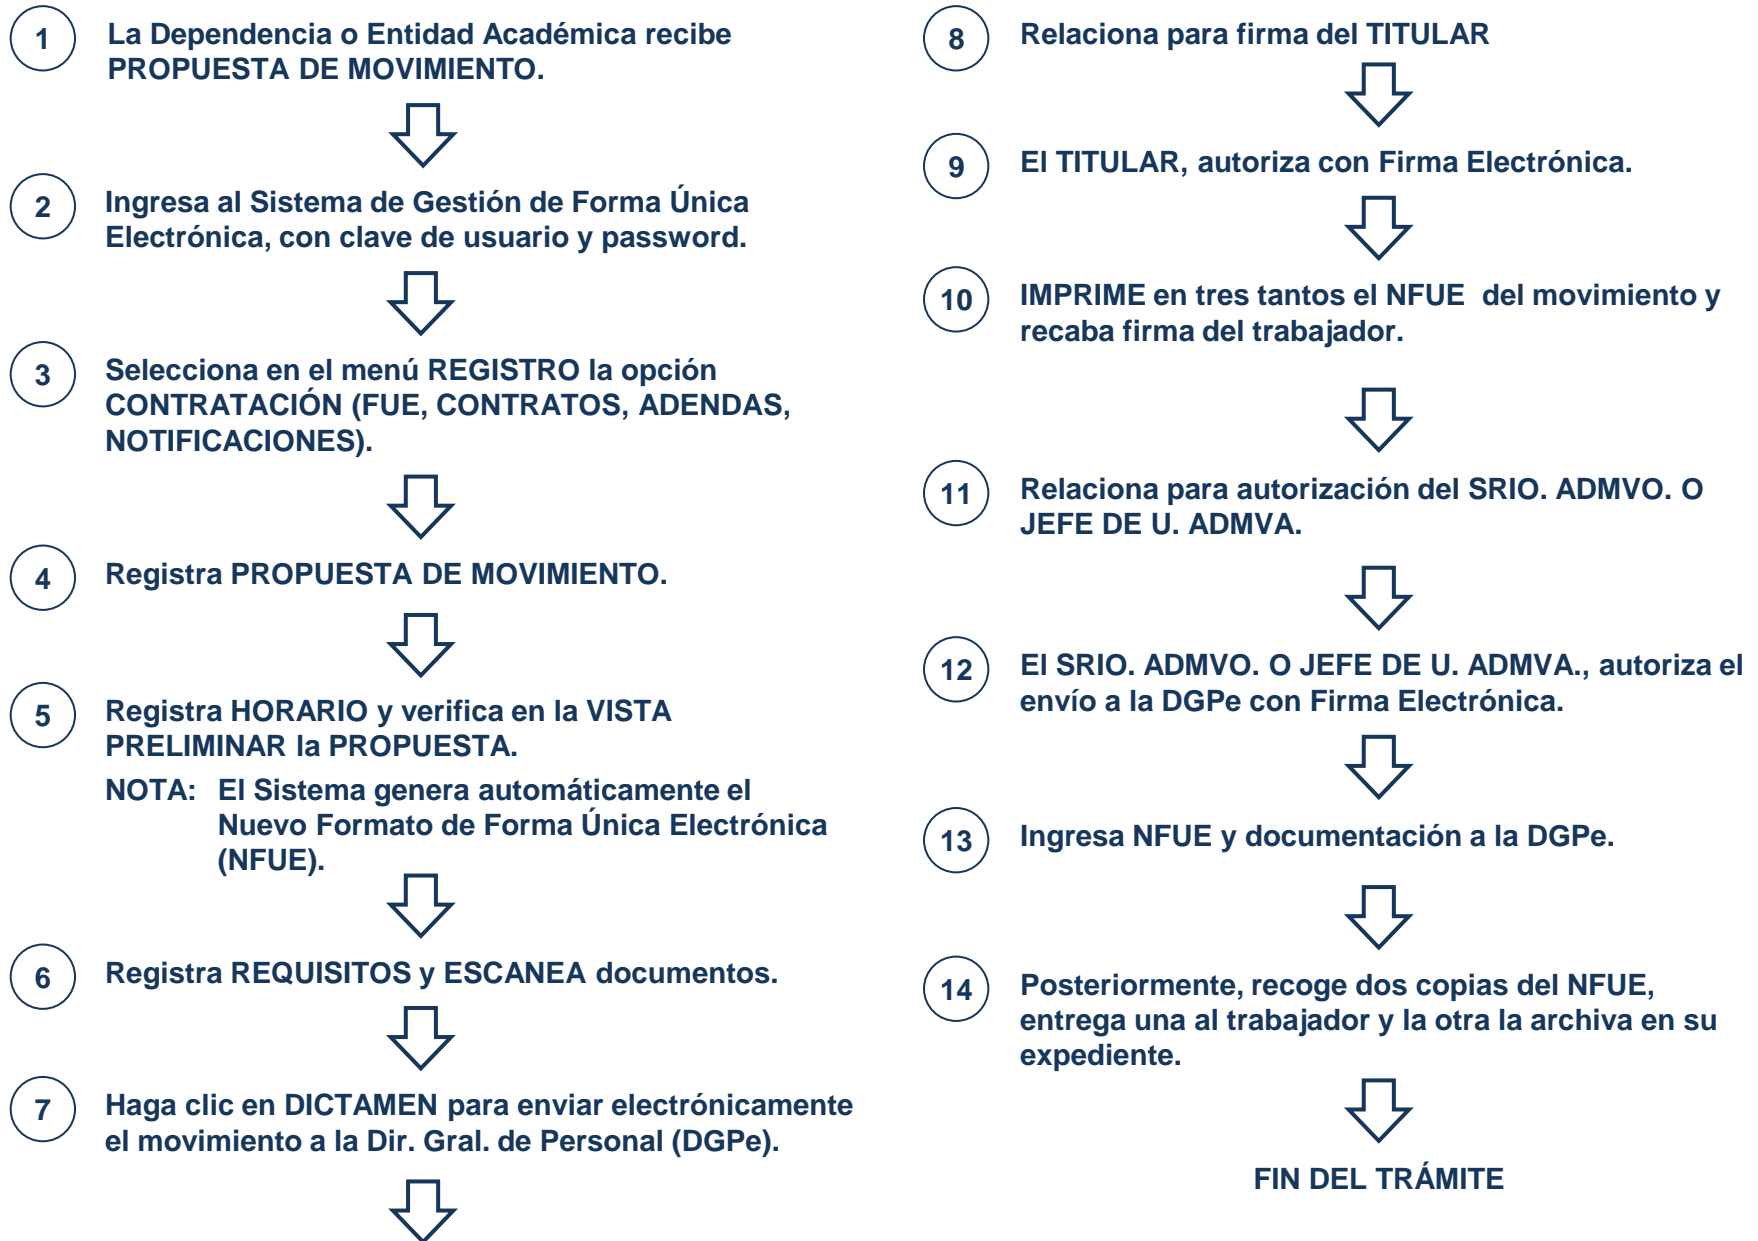 1
La Dependencia o Entidad Académica recibe
PROPUESTA DE MOVIMIENTO.
2
Ingresa al Sistema de Gestión de Forma Única
Electrónica, con clave de usuario y password.
3
Selecciona en el menú REGISTRO la opción
CONTRATACIÓN (FUE, CONTRATOS, ADENDAS,
NOTIFICACIONES).
4
Registra PROPUESTA DE MOVIMIENTO.
5
Registra HORARIO y verifica en la VISTA
PRELIMINAR la PROPUESTA.
NOTA: El Sistema genera automáticamente el
Nuevo Formato de Forma Única Electrónica
(NFUE).
6
Registra REQUISITOS y ESCANEA documentos.
7
Haga clic en DICTAMEN para enviar electrónicamente
el movimiento a la Dir. Gral. de Personal (DGPe).
8
Relaciona para firma del TITULAR
9
El TITULAR, autoriza con Firma Electrónica.
10
IMPRIME en tres tantos el NFUE del movimiento y
recaba firma del trabajador.
11
Relaciona para autorización del SRIO. ADMVO. O
JEFE DE U. ADMVA.
12
El SRIO. ADMVO. O JEFE DE U. ADMVA., autoriza el
envío a la DGPe con Firma Electrónica.
13
Ingresa NFUE y documentación a la DGPe.
14
Posteriormente, recoge dos copias del NFUE,
entrega una al trabajador y la otra la archiva en su
expediente.
FIN DEL TRÁMITE